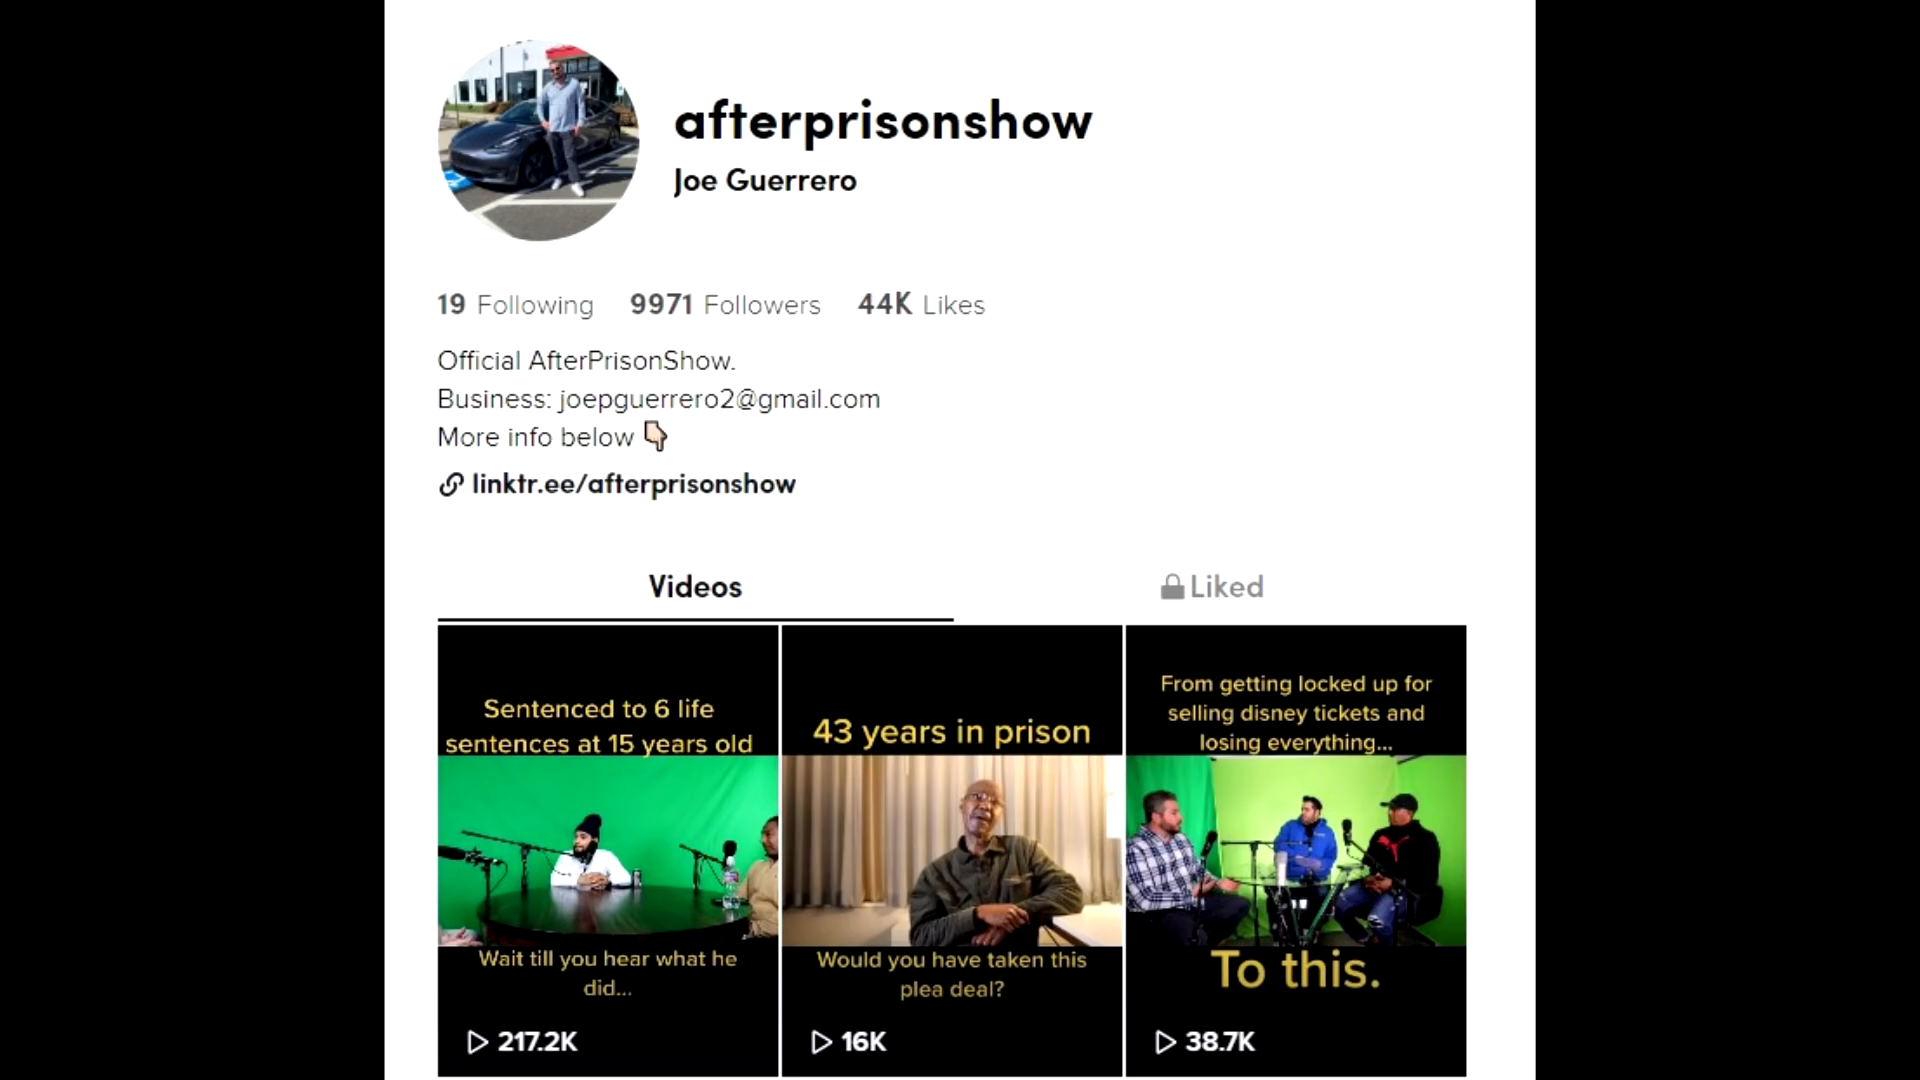 afterprisonshow
Joe Guerrero
19 Following 9971 Followers 44K Likes
Official AfterPrisonShow.
Business: joepguerrero2@gmail.com
More info below 👇🏻
linktr.ee/afterprisonshow
Videos
Liked
Sentenced to 6 life
sentences at 15 years old
Wait till you hear what he
did...
217.2K
43 years in prison
Would you have taken this
plea deal?
16K
From getting locked up for
selling disney tickets and
losing everything...
To this.
38.7K